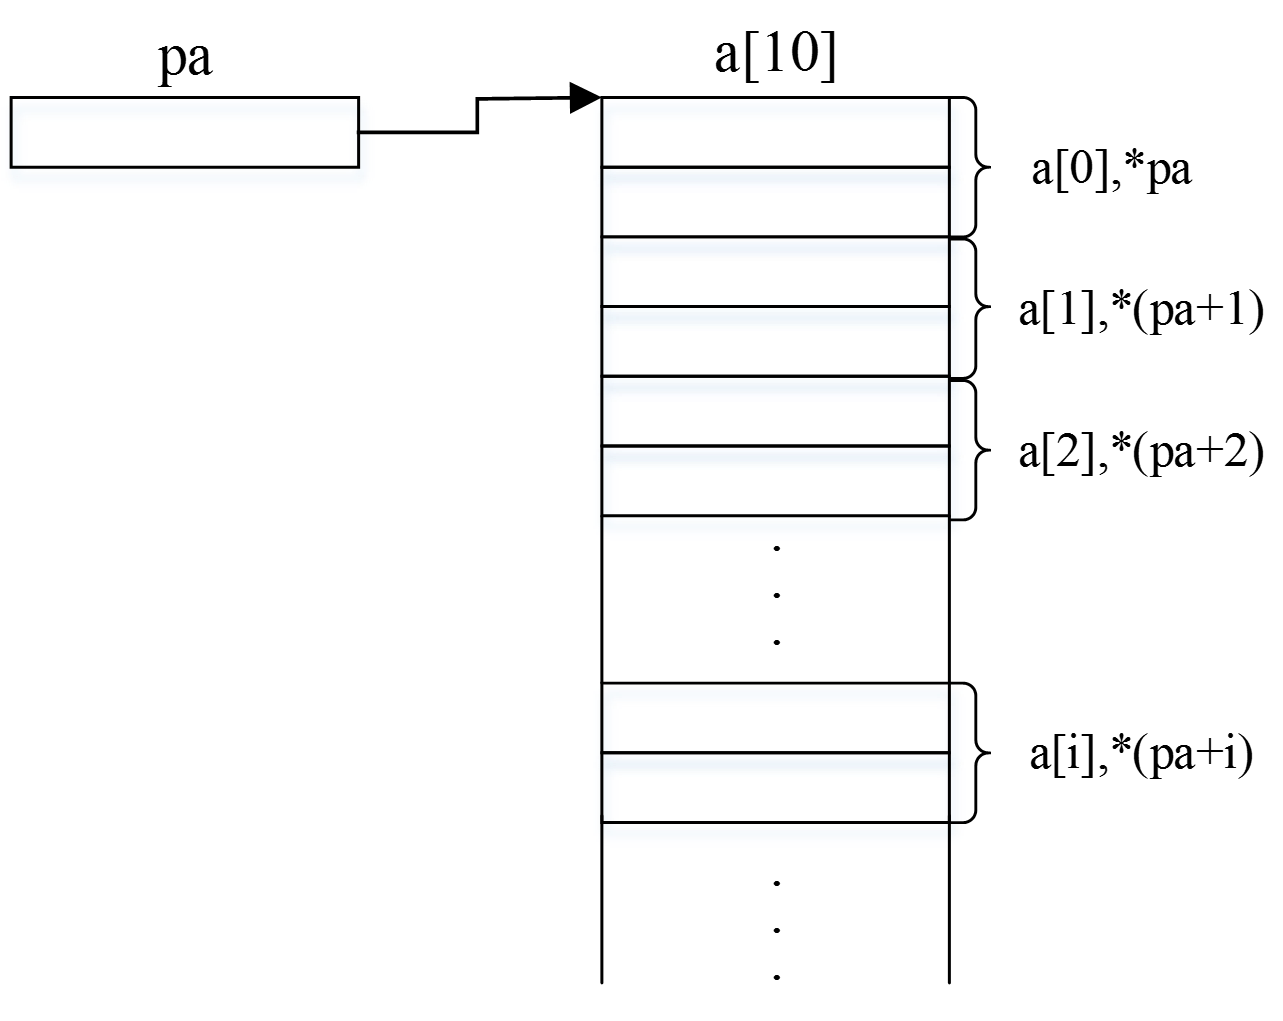 pa
a[10]
a[0],*pa
a[1],*(pa+1)
a[2],*(pa+2)
a[i],*(pa+i)